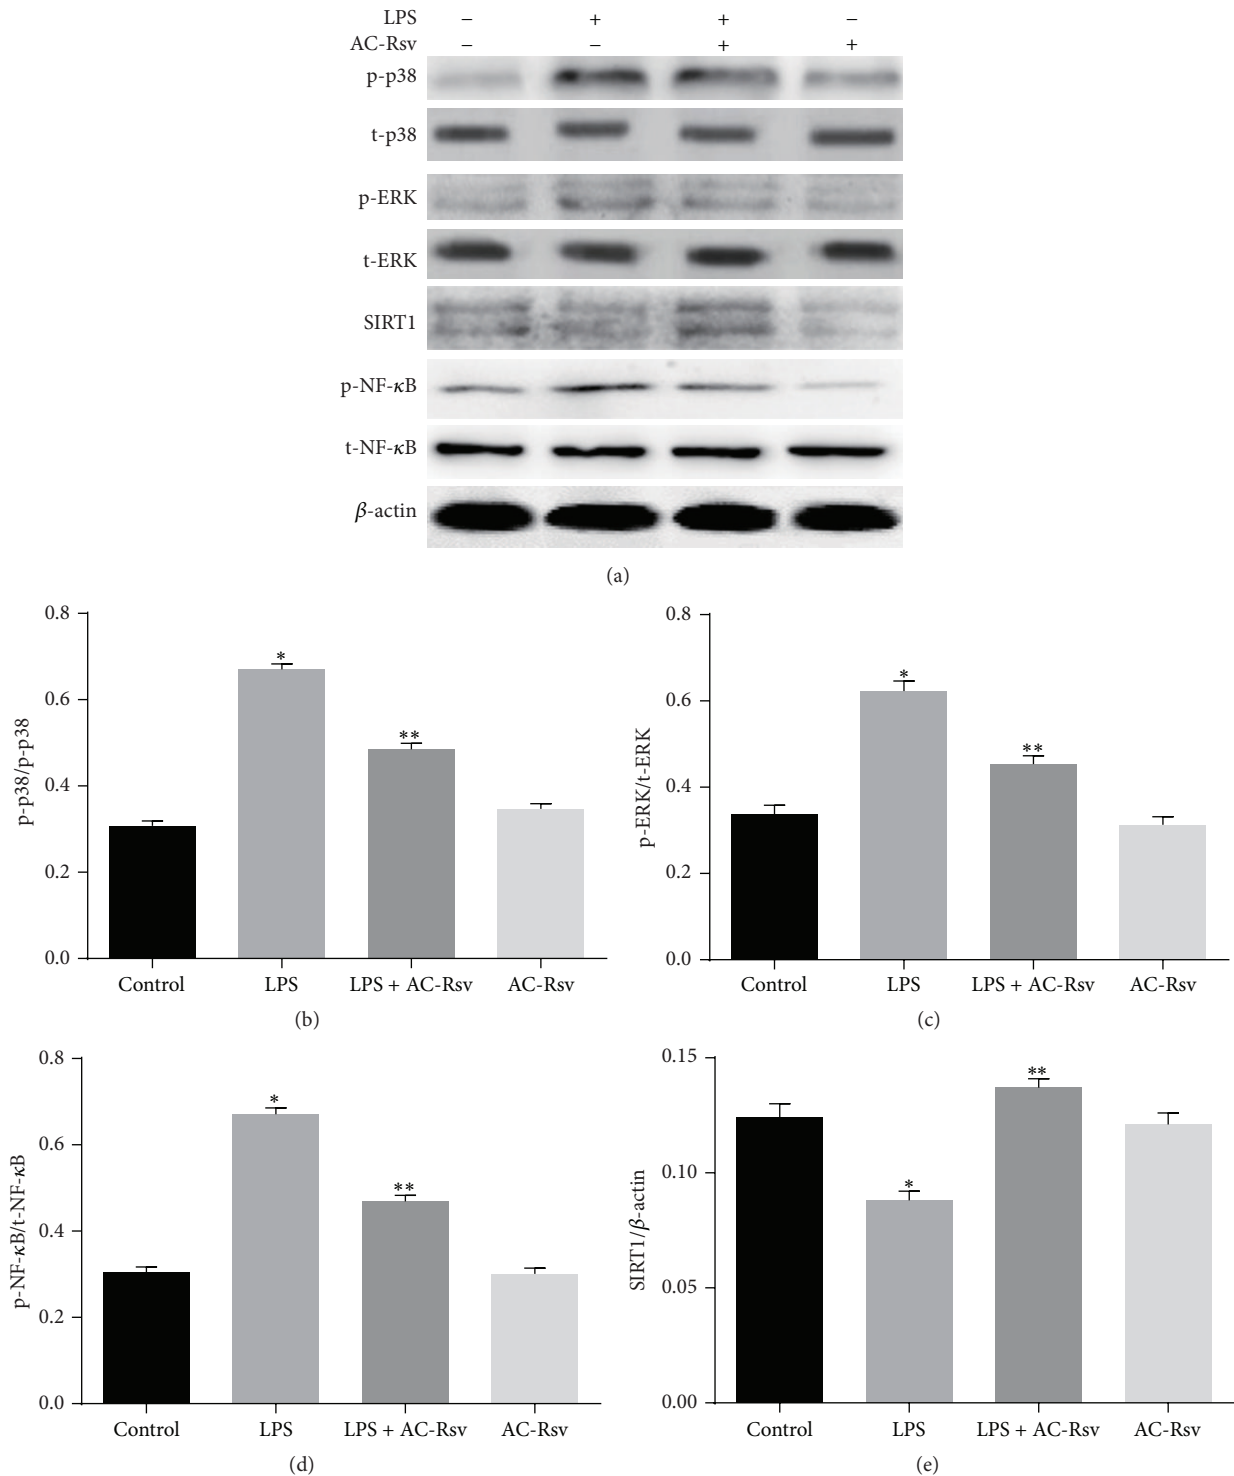 LPS − + + −
AC-Rsv − − + +
p-p38
t-p38
p-ERK
t-ERK
SIRT1
p-NF-κB
t-NF-κB
β-actin
(a)
0.8
0.6
0.4
0.2
0.0
p-p38/p-p38
*
**
Control LPS LPS + AC-Rsv AC-Rsv
(b)
0.8
0.6
0.4
0.2
0.0
p-ERK/t-ERK
*
**
Control LPS LPS + AC-Rsv AC-Rsv
(c)
0.8
0.6
0.4
0.2
0.0
p-NF-κB/t-NF-κB
*
**
Control LPS LPS + AC-Rsv AC-Rsv
(d)
0.15
0.10
0.05
0.00
SIRT1/β-actin
*
**
Control LPS LPS + AC-Rsv AC-Rsv
(e)